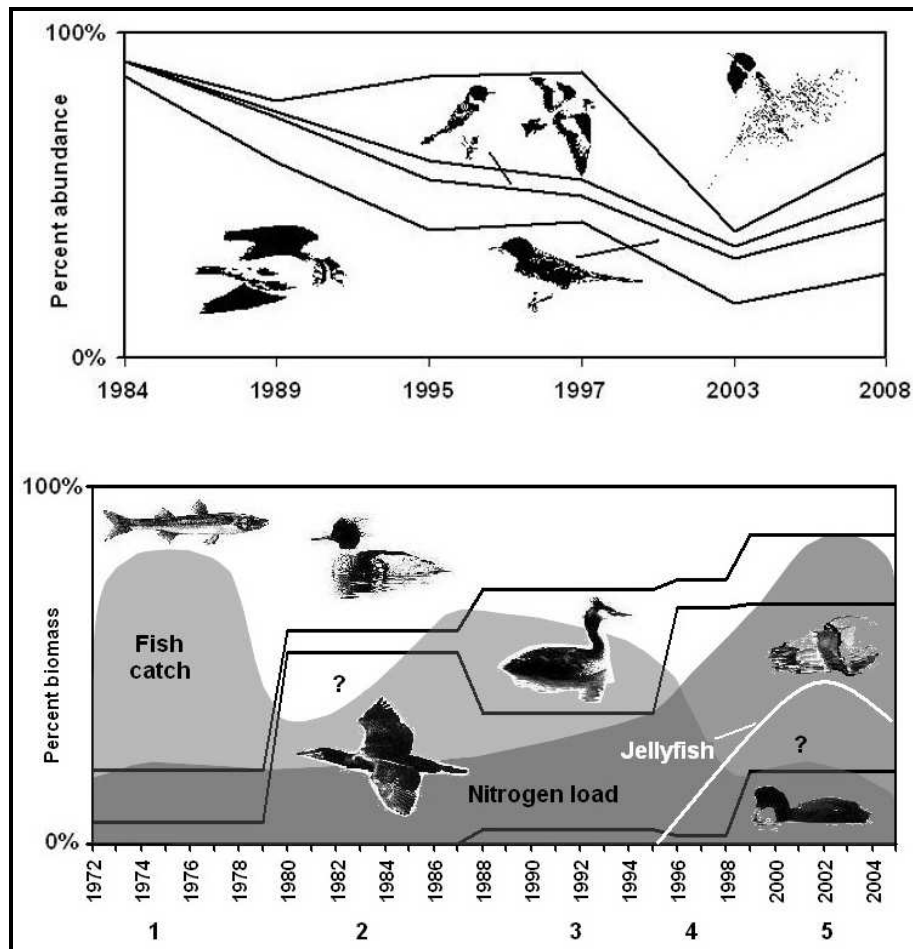 100%
Percent abundance
0%
1984 1989 1995 1997 2003 2008
100%
Percent biomass
Fish
catch
?
Jellyfish
?
Nitrogen load
0%
1972 1974 1976 1978 1980 1982 1984 1986 1988 1990 1992 1994 1996 1998 2000 2002 2004
1 2 3 4 5